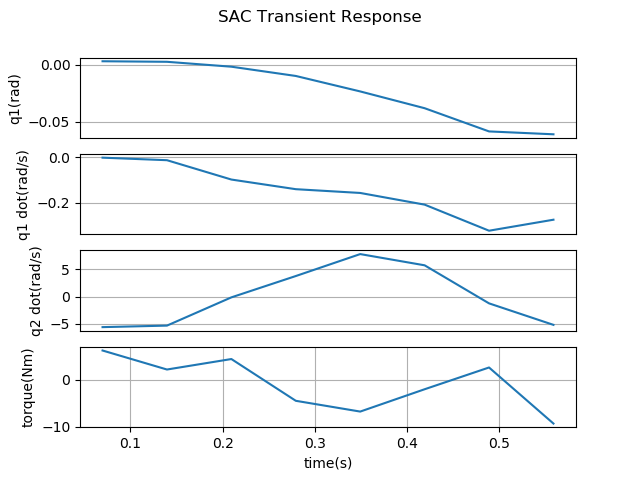 SAC Transient Response
q1(rad)
0.00
−0.05
q1 dot(rad/s)
0.0
−0.2
q2 dot(rad/s)
5
0
−5
torque(Nm)
0
−10
0.1 0.2 0.3 0.4 0.5
time(s)